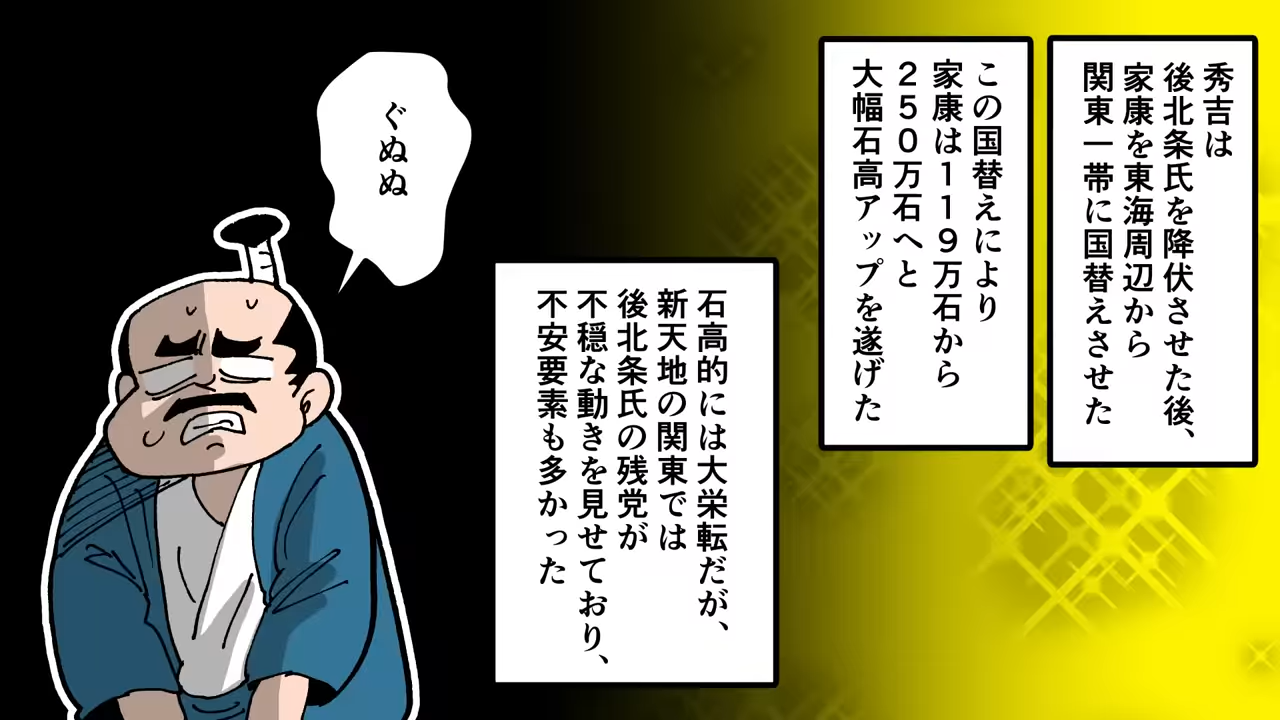 秀吉は
後北条氏を降伏させた後、
家康を東海周辺から
関東一帯に国替えさせた
この国替えにより
家康は119万石から
250万石へと
大幅石高アップを遂げた
石高的には大栄転だが、
新天地の関東では
後北条氏の残党が
不穏な動きを見せており、
不安要素も多かった
ぐぬぬ